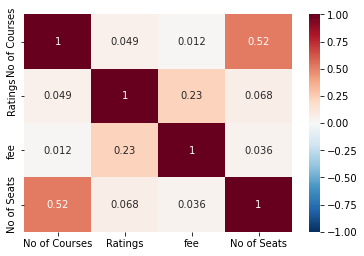 No of Courses
Ratings
fee
No of Seats
1 0.049 0.012 0.52
0.049 1 0.23 0.068
0.012 0.23 1 0.036
0.52 0.068 0.036 1
No of Courses Ratings fee No of Seats
1.00
0.75
0.50
0.25
0.00
-0.25
-0.50
-0.75
-1.00